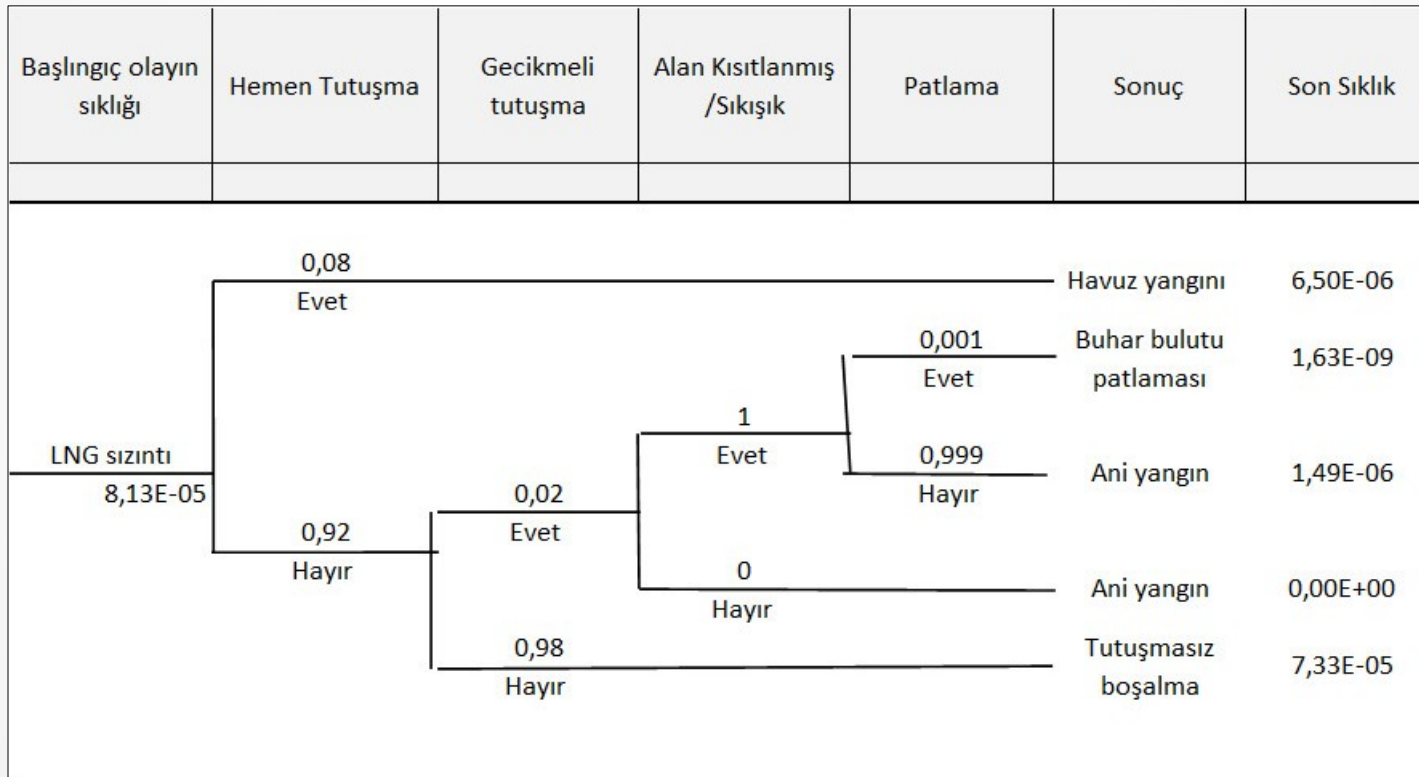 Başlıngıç olayın
sıklığı
Hemen Tutuşma
Gecikmeli
tutuşma
Alan Kısıtlanmış
/Sıkışık
Patlama
Sonuç
Son Sıklık
0,08
Evet
Havuz yangını
6,50E-06
0,001
Evet
Buhar bulutu
patlaması
1,63E-09
1
Evet
LNG sızıntı
8,13E-05
0,999
Hayır
Ani yangın
1,49E-06
0,02
Evet
0,92
Hayır
0
Hayır
Ani yangın
0,00E+00
0,98
Hayır
Tutuşmasız
boşalma
7,33E-05